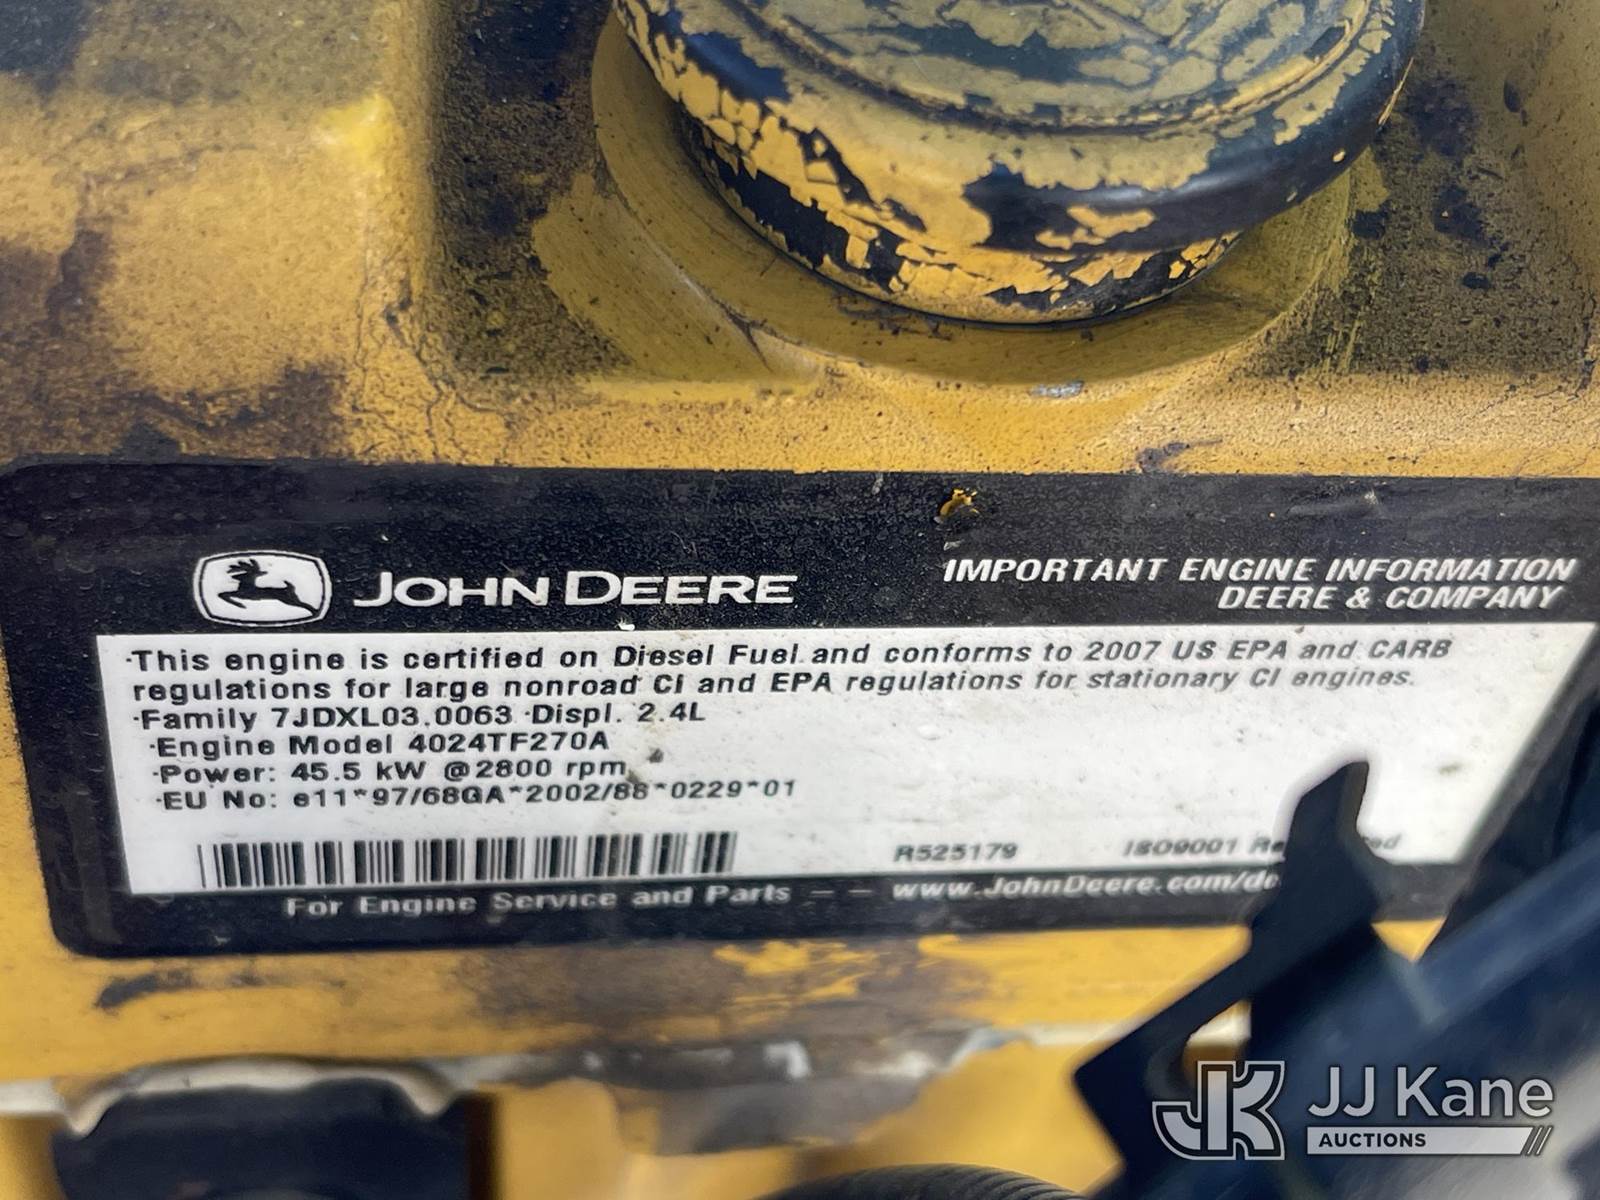 JOHN DEERE
IMPORTANT ENGINE INFORMATION
DEERE & COMPANY
·This engine is certified on Diesel Fuel and conforms to 2007 US EPA and CARB
regulations for large nonroad CI and EPA regulations for stationary CI engines.
·Family 7JDXL03.0063 ·Displ. 2.4L
·Engine Model 4024TF270A
·Power: 45.5 kW @2800 rpm
·EU No: e11*97/68GA*2002/88*0229*01
R525179 ISO9001
For Engine Service and Parts – – www.JohnDeere.com/de
JK JJ Kane
AUCTIONS